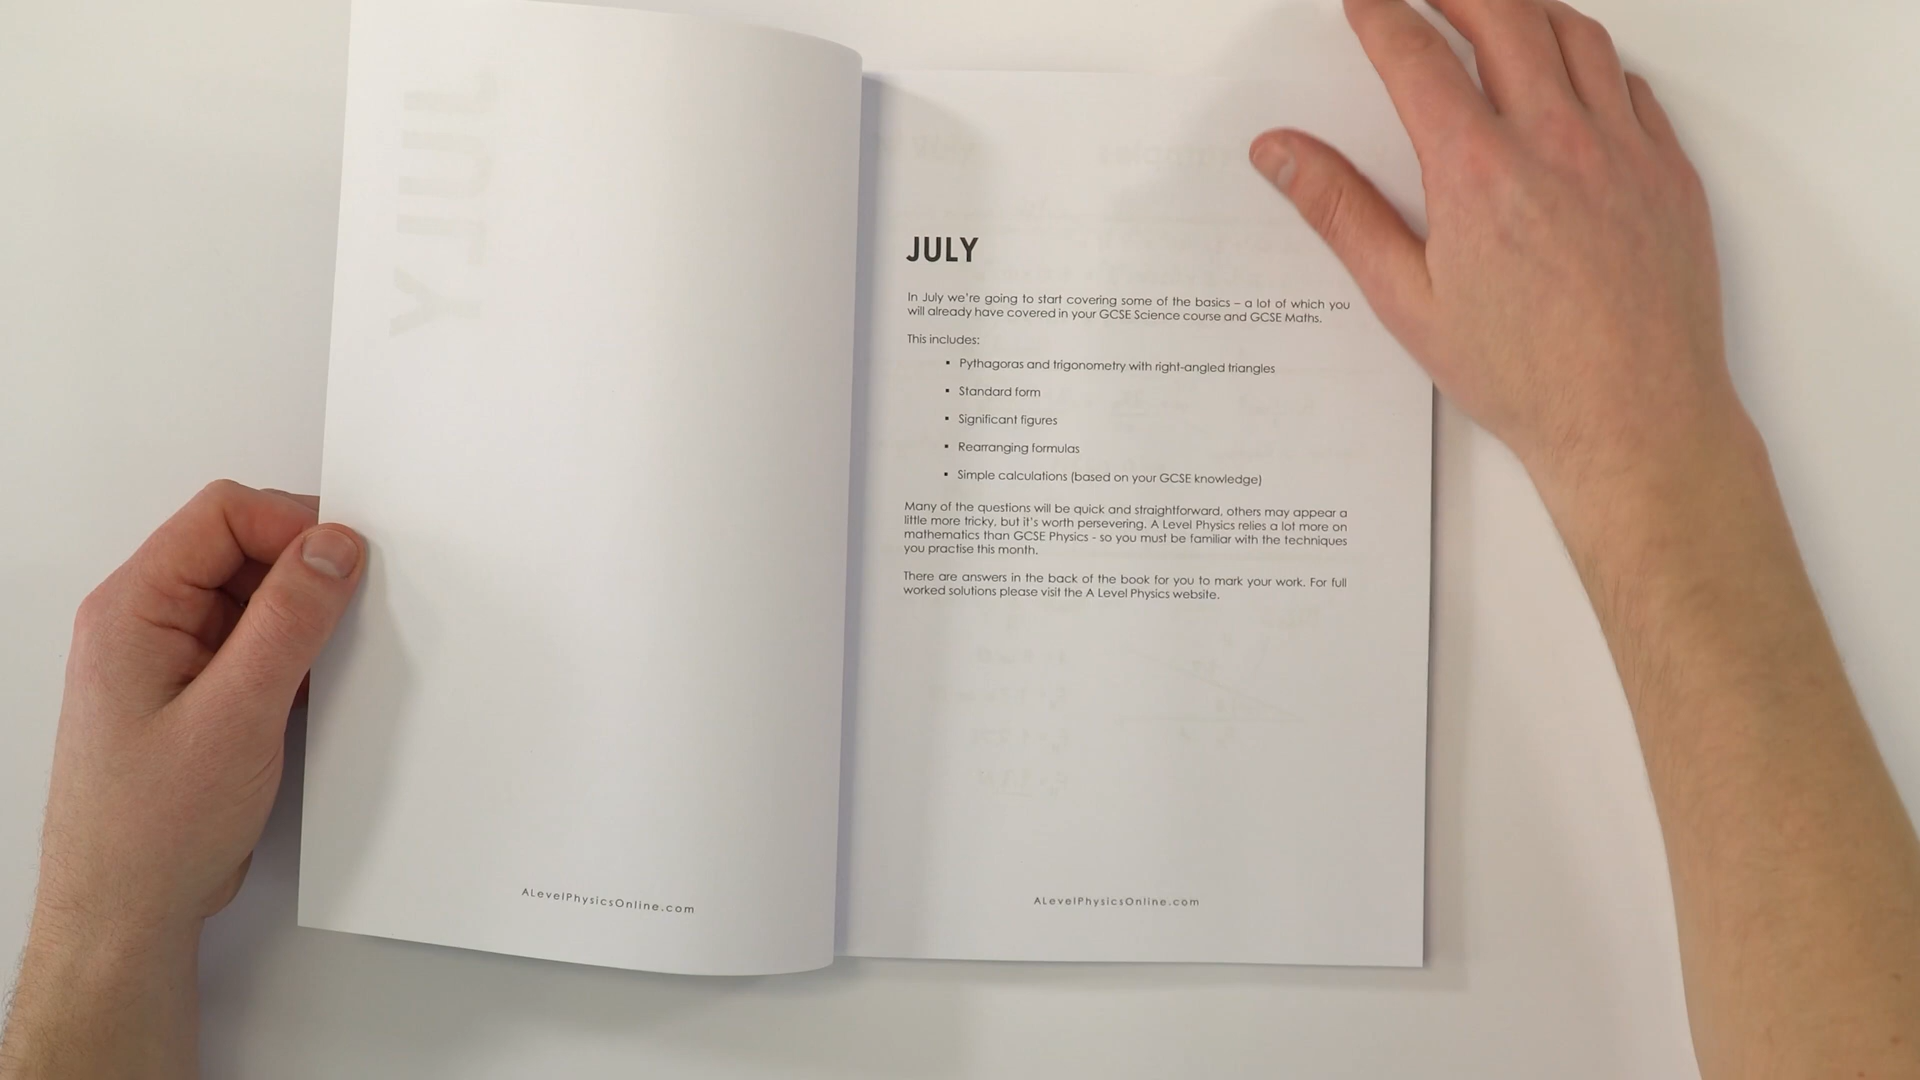 JULY
ALevelPhysicsOnline.com
JULY
In July we're going to start covering some of the basics – a lot of which you
will already have covered in your GCSE Science course and GCSE Maths.
This includes:
▪ Pythagoras and trigonometry with right-angled triangles
▪ Standard form
▪ Significant figures
▪ Rearranging formulas
▪ Simple calculations (based on your GCSE knowledge)
Many of the questions will be quick and straightforward, others may appear a
little more tricky, but it's worth persevering. A Level Physics relies a lot more on
mathematics than GCSE Physics - so you must be familiar with the techniques
you practise this month.
There are answers in the back of the book for you to mark your work. For full
worked solutions please visit the A Level Physics website.
ALevelPhysicsOnline.com